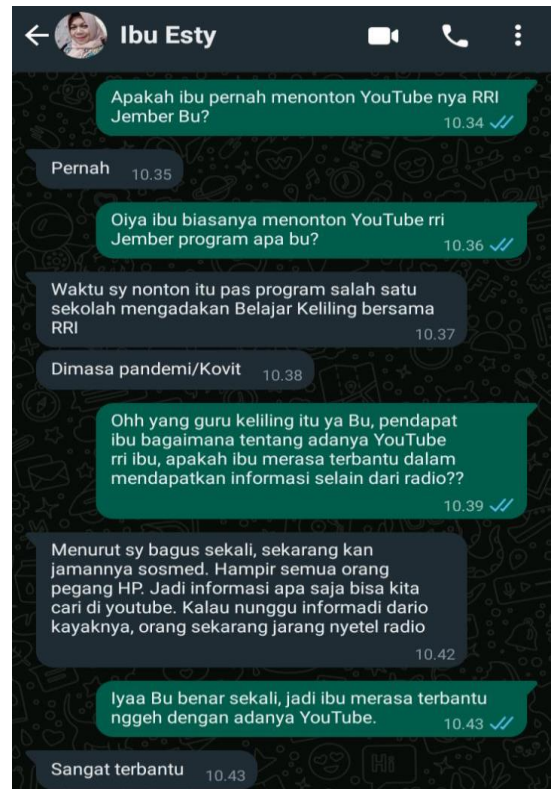 Ibu Esty
Apakah ibu pernah menonton YouTube nya RRI
Jember Bu?
10.34
Pernah 10.35
Oiya ibu biasanya menonton YouTube rri
Jember program apa bu?
10.36
Waktu sy nonton itu pas program salah satu
sekolah mengadakan Belajar Keliling bersama
RRI
10.37
Dimasa pandemi/Kovit 10.38
Ohh yang guru keliling itu ya Bu, pendapat
ibu bagaimana tentang adanya YouTube
rri ibu, apakah ibu merasa terbantu dalam
mendapatkan informasi selain dari radio??
10.39
Menurut sy bagus sekali, sekarang kan
jamannya sosmed. Hampir semua orang
pegang HP. Jadi informasi apa saja bisa kita
cari di youtube. Kalau nunggu informadi dario
kayaknya, orang sekarang jarang nyetel radio
10.42
Iyaa Bu benar sekali, jadi ibu merasa terbantu
nggeh dengan adanya YouTube.
10.43
Sangat terbantu 10.43